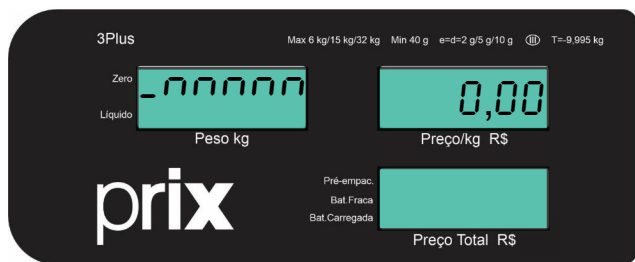 3Plus
Max 6 kg/15 kg/32 kg Min 40 g e=d=2 g/5 g/10 g III T=-9,995 kg
Zero
Líquido
Peso kg
0,00
Preço/kg R$
prix
Pré-empac.
Bat.Fraca
Bat.Carregada
Preço Total R$